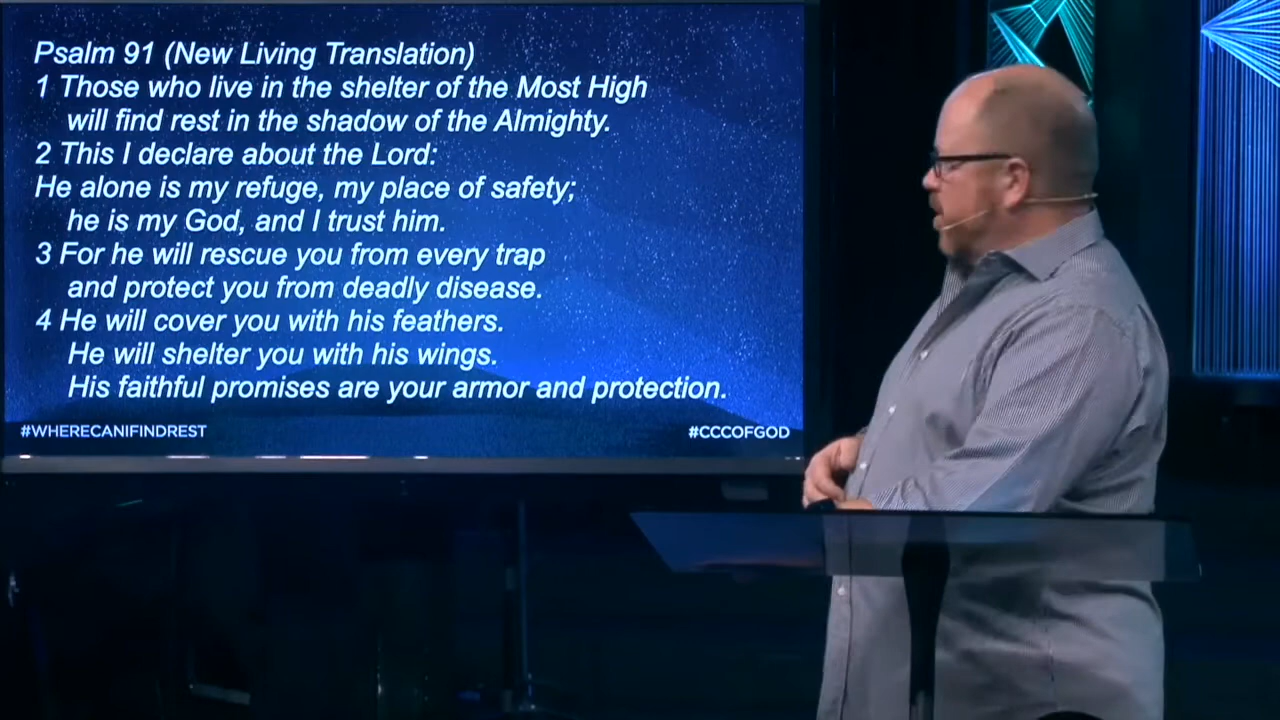 Psalm 91 (New Living Translation)
1 Those who live in the shelter of the Most High
will find rest in the shadow of the Almighty.
2 This I declare about the Lord:
He alone is my refuge, my place of safety;
he is my God, and I trust him.
3 For he will rescue you from every trap
and protect you from deadly disease.
4 He will cover you with his feathers.
He will shelter you with his wings.
His faithful promises are your armor and protection.
#WHERECANIFINDREST
#CCCOFGOD